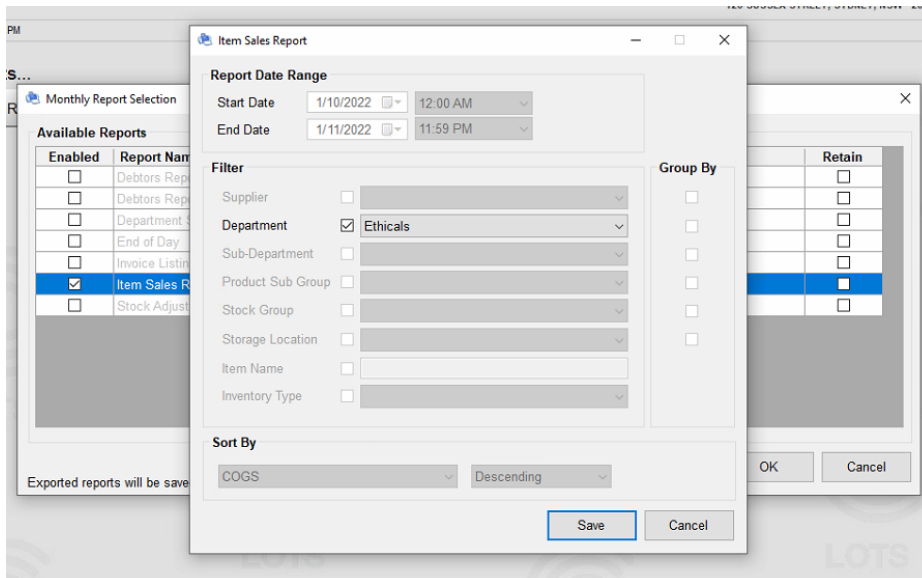 PM
Item Sales Report
s...
Report Date Range
Monthly Report Selection
Start Date 1/10/2022 12:00 AM
R
End Date 1/11/2022 11:59 PM
Available Reports
Enabled Report Nan Retain
Filter Group By
Debtors Rep
Supplier
Debtors Rep
Department Ethicals
Department S
Sub-Department
End of Day
Invoice Listin
Product Sub Group
Item Sales R
Stock Group
Stock Adjust
Storage Location
Item Name
Inventory Type
Sort By
COGS Descending
OK Cancel
Exported reports will be save
Save Cancel
LOTS LOTS